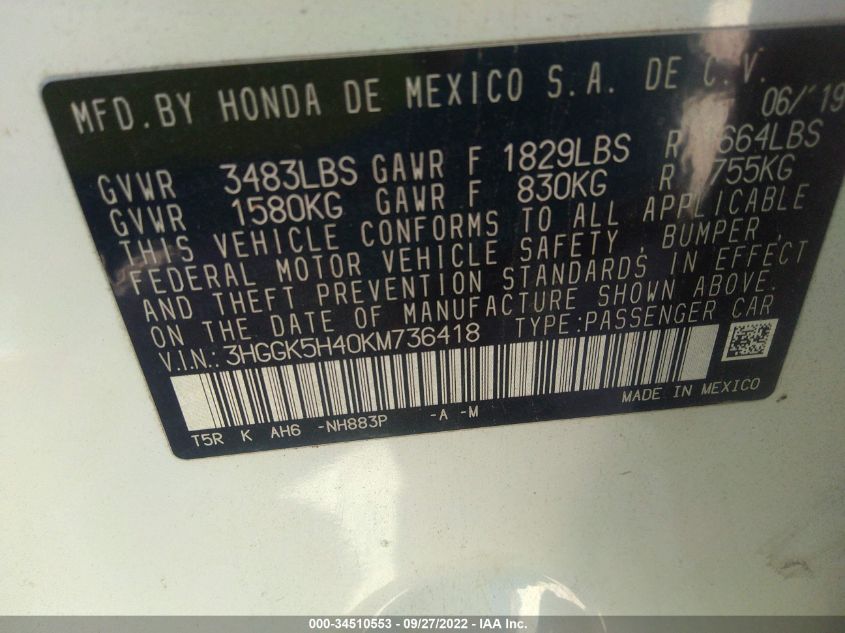 MFD.BY HONDA DE MEXICO S.A. DE C.V.
06/'19
GVWR 3483LBS GAWR F 1829LBS R 664LBS
GVWR 1580KG GAWR F 830KG R 755KG
THIS VEHICLE CONFORMS TO ALL APPLICABLE
FEDERAL MOTOR VEHICLE SAFETY, BUMPER,
AND THEFT PREVENTION STANDARDS IN EFFECT
ON THE DATE OF MANUFACTURE SHOWN ABOVE.
V.I.N.: 3HGGK5H40KM736418 TYPE:PASSENGER CAR
MADE IN MEXICO
T5R K AH6 -NH883P -A -M
000-34510553 - 09/27/2022 - IAA Inc.